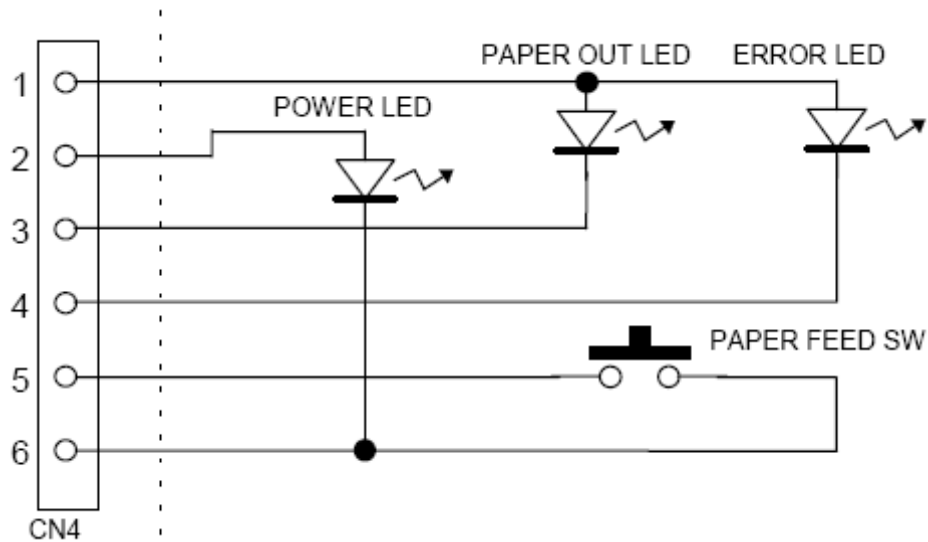 PAPER OUT LED
ERROR LED
POWER LED
1
2
3
4
5
6
PAPER FEED SW
CN4